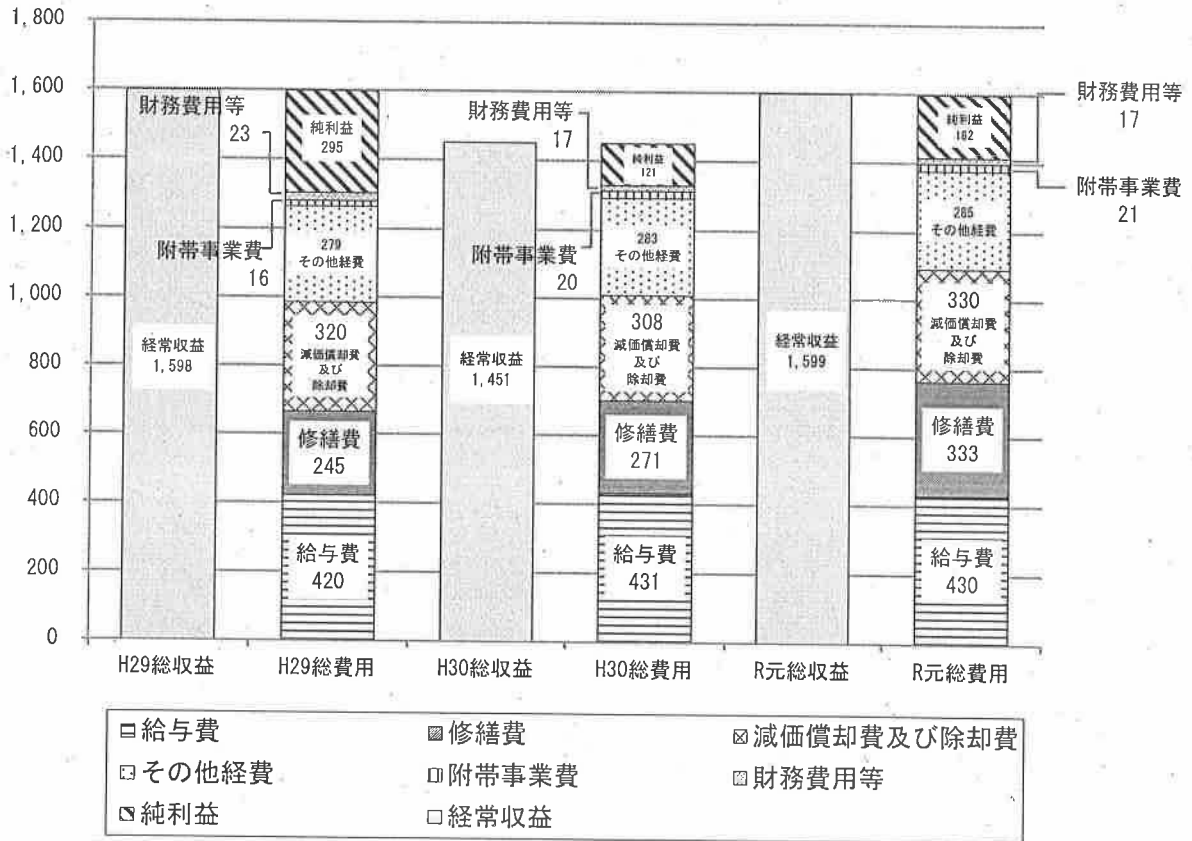 1,800
1,600
1,400
1,200
1,000
800
600
400
200
0
財務費用等
23
附帯事業費
16
経常収益
1,598
純利益
295
279
その他経費
320
減価償却費
及び
除却費
修繕費
245
給与費
420
財務費用等
17
附帯事業費
20
経常収益
1,451
純利益
121
283
その他経費
308
減価償却費
及び
除却費
修繕費
271
給与費
431
経常収益
1,599
純利益
182
285
その他経費
330
減価償却費
及び
除却費
修繕費
333
給与費
430
財務費用等
17
附帯事業費
21
H29総収益 H29総費用 H30総収益 H30総費用 R元総収益 R元総費用
給与費 修繕費 減価償却費及び除却費
その他経費 附帯事業費 財務費用等
純利益 経常収益